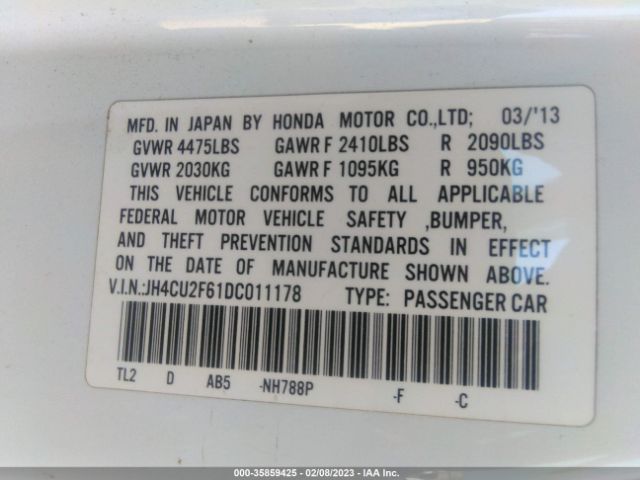 MFD. IN JAPAN BY HONDA MOTOR CO.,LTD; 03/'13
GVWR 4475LBS GAWR F 2410LBS R 2090LBS
GVWR 2030KG GAWR F 1095KG R 950KG
THIS VEHICLE CONFORMS TO ALL APPLICABLE
FEDERAL MOTOR VEHICLE SAFETY ,BUMPER,
AND THEFT PREVENTION STANDARDS IN EFFECT
ON THE DATE OF MANUFACTURE SHOWN ABOVE.
V.I.N.:JH4CU2F61DC011178 TYPE: PASSENGER CAR
TL2 D AB5 -NH788P -F -C
000-35859425 - 02/08/2023 - IAA Inc.